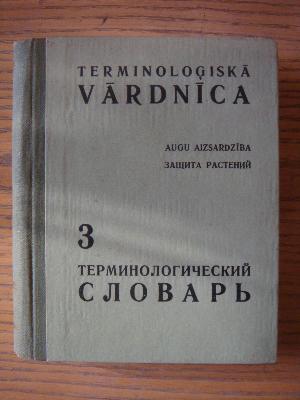 TERMINOLOĢISKĀ
VĀRDNĪCA
AUGU AIZSARDZĪBA
ЗАЩИТА РАСТЕНИЙ
3
ТЕРМИНОЛОГИЧЕСКИЙ
СЛОВАРЬ